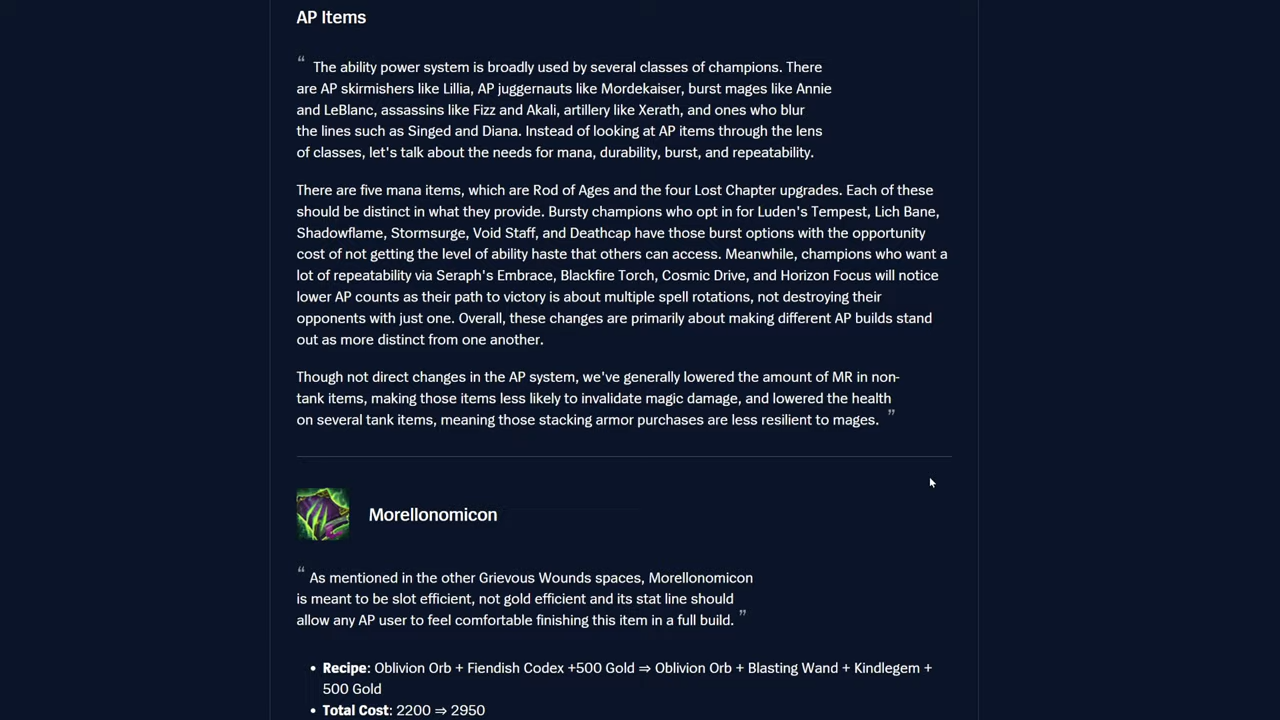 AP Items
“ The ability power system is broadly used by several classes of champions. There
are AP skirmishers like Lillia, AP juggernauts like Mordekaiser, burst mages like Annie
and LeBlanc, assassins like Fizz and Akali, artillery like Xerath, and ones who blur
the lines such as Singed and Diana. Instead of looking at AP items through the lens
of classes, let's talk about the needs for mana, durability, burst, and repeatability.
There are five mana items, which are Rod of Ages and the four Lost Chapter upgrades. Each of these
should be distinct in what they provide. Bursty champions who opt in for Luden's Tempest, Lich Bane,
Shadowflame, Stormsurge, Void Staff, and Deathcap have those burst options with the opportunity
cost of not getting the level of ability haste that others can access. Meanwhile, champions who want a
lot of repeatability via Seraph's Embrace, Blackfire Torch, Cosmic Drive, and Horizon Focus will notice
lower AP counts as their path to victory is about multiple spell rotations, not destroying their
opponents with just one. Overall, these changes are primarily about making different AP builds stand
out as more distinct from one another.
Though not direct changes in the AP system, we've generally lowered the amount of MR in non-
tank items, making those items less likely to invalidate magic damage, and lowered the health
on several tank items, meaning those stacking armor purchases are less resilient to mages. ”
Morellonomicon
“ As mentioned in the other Grievous Wounds spaces, Morellonomicon
is meant to be slot efficient, not gold efficient and its stat line should
allow any AP user to feel comfortable finishing this item in a full build. ”
• Recipe: Oblivion Orb + Fiendish Codex +500 Gold ⇒ Oblivion Orb + Blasting Wand + Kindlegem +
500 Gold
• Total Cost: 2200 ⇒ 2950